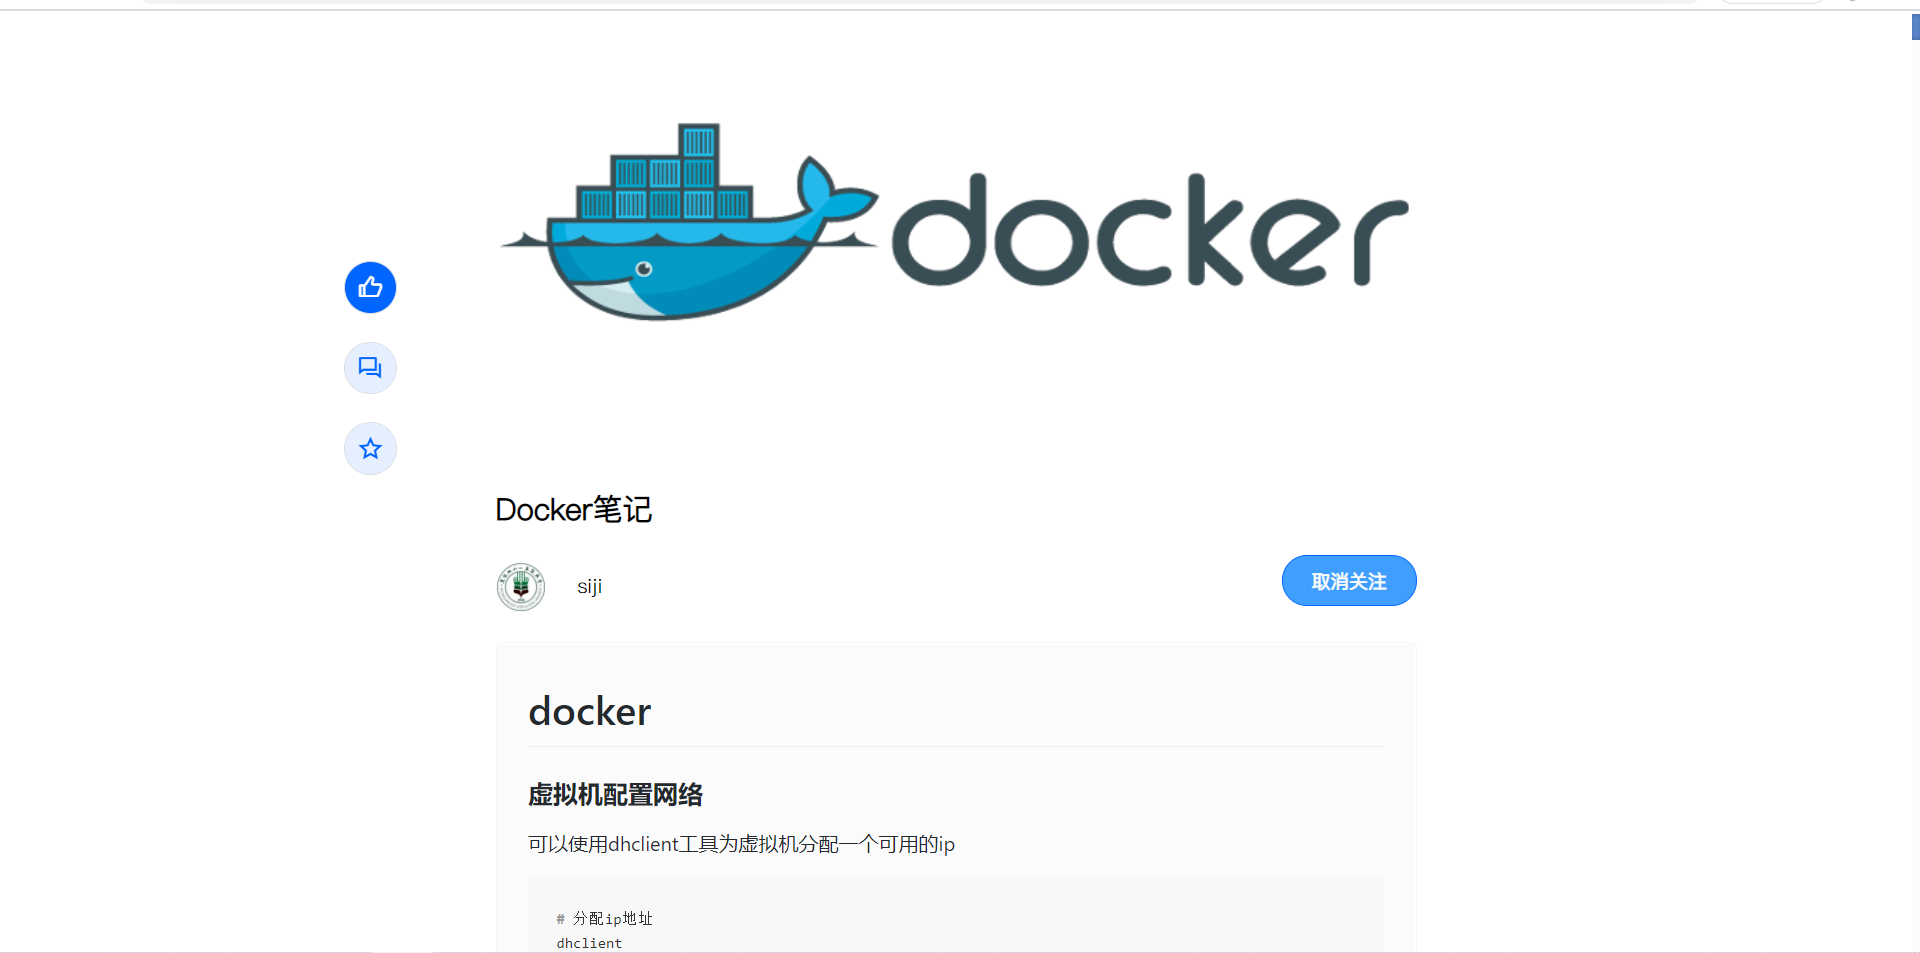 docker
Docker笔记
siji
取消关注
docker
虚拟机配置网络
可以使用dhclient工具为虚拟机分配一个可用的ip
# 分配ip地址
dhclient